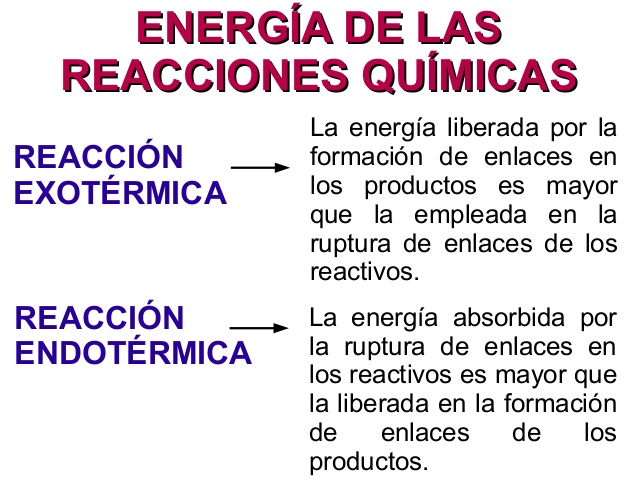 ENERGÍA DE LAS
REACCIONES QUÍMICAS
REACCIÓN
EXOTÉRMICA
La energía liberada por la
formación de enlaces en
los productos es mayor
que la empleada en la
ruptura de enlaces de los
reactivos.
REACCIÓN
ENDOTÉRMICA
La energía absorbida por
la ruptura de enlaces en
los reactivos es mayor que
la liberada en la formación
de enlaces de los
productos.